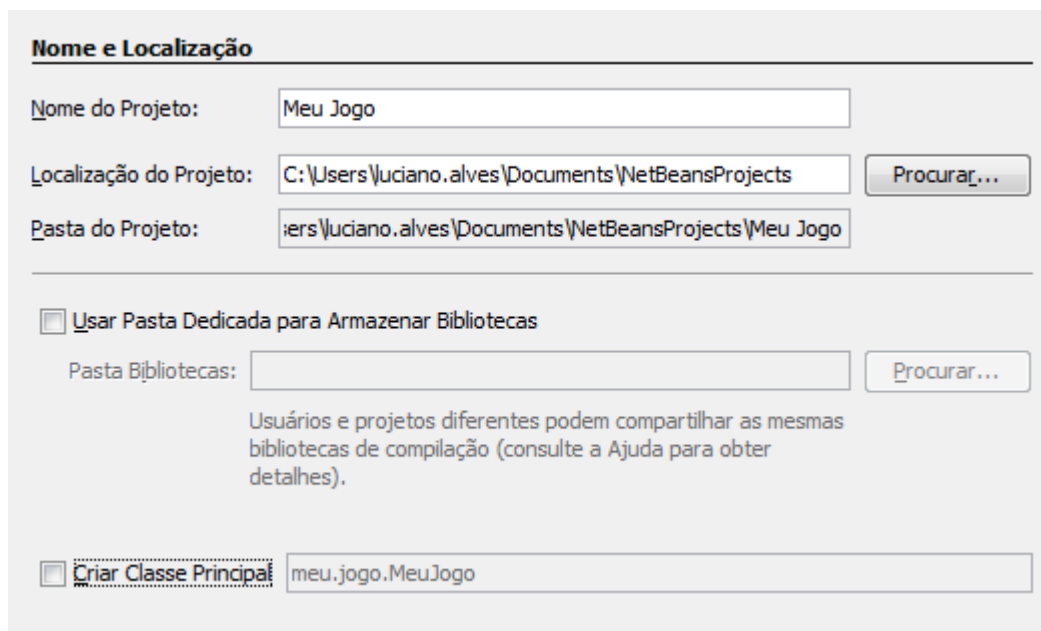 Nome e Localização
Nome do Projeto: Meu Jogo
Localização do Projeto: C:\Users\luciano.alves\Documents\NetBeansProjects Procurar...
Pasta do Projeto: sers\luciano.alves\Documents\NetBeansProjects\Meu Jogo
Usar Pasta Dedicada para Armazenar Bibliotecas
Pasta Bibliotecas: Procurar...
Usuários e projetos diferentes podem compartilhar as mesmas
bibliotecas de compilação (consulte a Ajuda para obter
detalhes).
Criar Classe Principal meu.jogo.MeuJogo